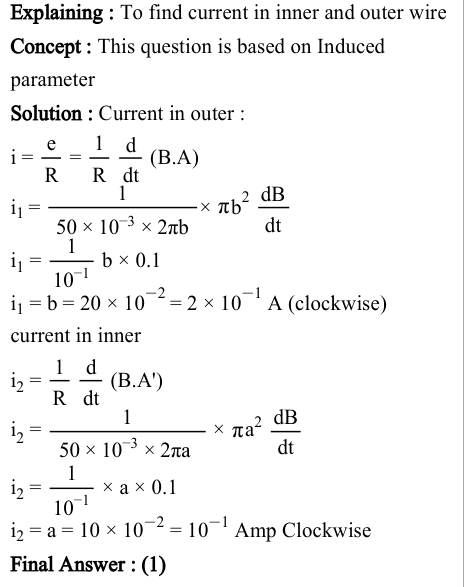 Explaining : To find current in inner and outer wire
Concept : This question is based on Induced
parameter
Solution : Current in outer :
i = e/R = 1/R d/dt (B.A)
i₁ = 1/(50 × 10⁻³ × 2πb) × πb² dB/dt
i₁ = 1/10⁻¹ b × 0.1
i₁ = b = 20 × 10⁻² = 2 × 10⁻¹ A (clockwise)
current in inner
i₂ = 1/R d/dt (B.A')
i₂ = 1/(50 × 10⁻³ × 2πa) × πa² dB/dt
i₂ = 1/10⁻¹ × a × 0.1
i₂ = a = 10 × 10⁻² = 10⁻¹ Amp Clockwise
Final Answer : (1)